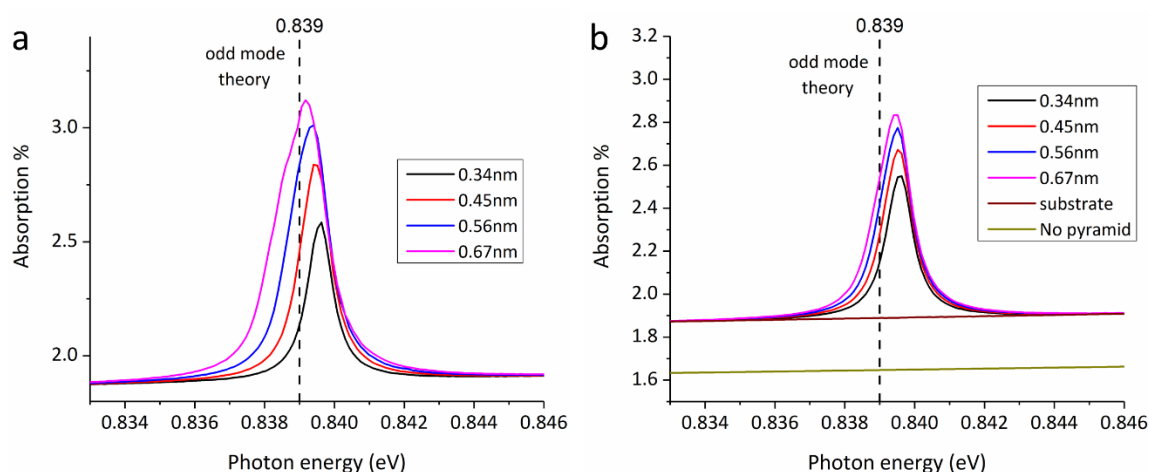 a
0.839
odd mode
theory
Absorption %
3.0
2.5
2.0
0.34nm
0.45nm
0.56nm
0.67nm
0.834 0.836 0.838 0.840 0.842 0.844 0.846
Photon energy (eV)
b
0.839
odd mode
theory
Absorption %
3.2
3.0
2.8
2.6
2.4
2.2
2.0
1.8
1.6
0.34nm
0.45nm
0.56nm
0.67nm
substrate
No pyramid
0.834 0.836 0.838 0.840 0.842 0.844 0.846
Photon energy (eV)